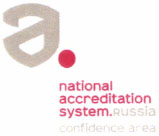 national
accreditation
system.RUSSIA
confidence area